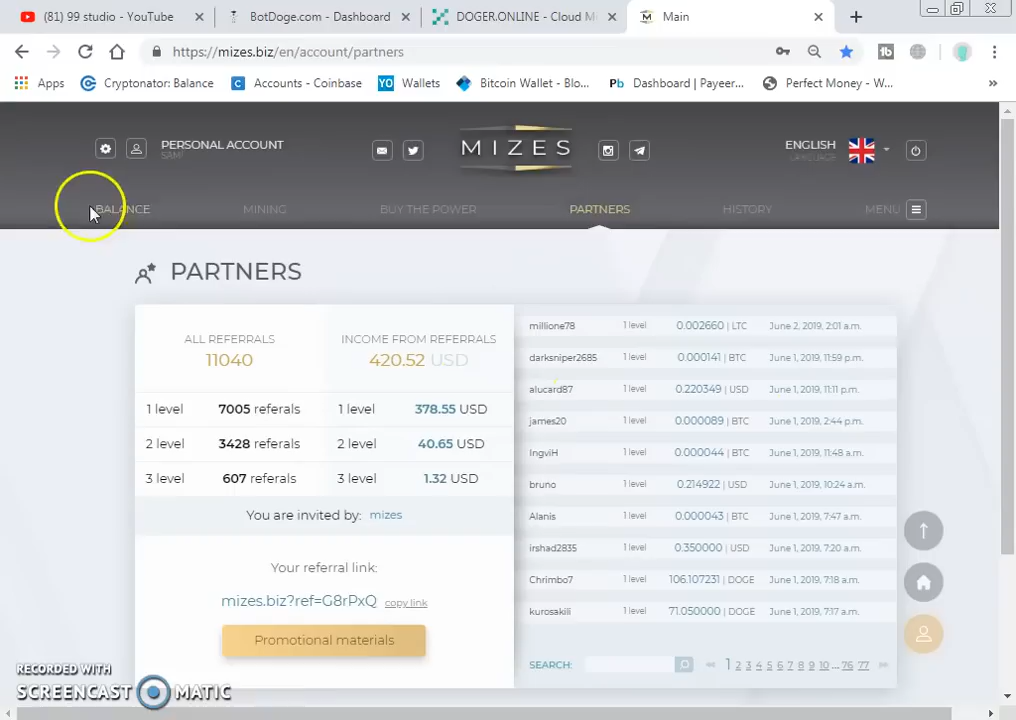 (81) 99 studio - YouTube
BotDoge.com - Dashboard
DOGER.ONLINE - Cloud M
Main
https://mizes.biz/en/account/partners
Apps
Cryptonator: Balance
Accounts - Coinbase
YO Wallets
Bitcoin Wallet - Blo...
Pb Dashboard | Payeer...
Perfect Money - W...
PERSONAL ACCOUNT
MIZES
ENGLISH
LANGUAGE
BALANCE
MINING
BUY THE POWER
PARTNERS
HISTORY
MENU
PARTNERS
ALL REFERRALS
11040
INCOME FROM REFERRALS
420.52 USD
1 level 7005 referals 1 level 378.55 USD
2 level 3428 referals 2 level 40.65 USD
3 level 607 referals 3 level 1.32 USD
You are invited by: mizes
Your referral link:
mizes.biz?ref=G8rPxQ copy link
Promotional materials
millione78 1 level 0.002660 | LTC June 2, 2019, 2:01 a.m.
darksniper2685 1 level 0.000141 | BTC June 1, 2019, 11:59 p.m.
alucard87 1 level 0.220349 | USD June 1, 2019, 11:11 p.m.
james20 1 level 0.000089 | BTC June 1, 2019, 2:44 p.m.
IngviH 1 level 0.000044 | BTC June 1, 2019, 11:48 a.m.
bruno 1 level 0.214922 | USD June 1, 2019, 10:24 a.m.
Alanis 1 level 0.000043 | BTC June 1, 2019, 7:47 a.m.
irshad2835 1 level 0.350000 | USD June 1, 2019, 7:20 a.m.
Chrimbo7 1 level 106.107231 | DOGE June 1, 2019, 7:18 a.m.
kurosakili 1 level 71.050000 | DOGE June 1, 2019, 7:17 a.m.
SEARCH:
1 2 3 4 5 6 7 8 9 10 ... 76 77
RECORDED WITH
SCREENCAST MATIC